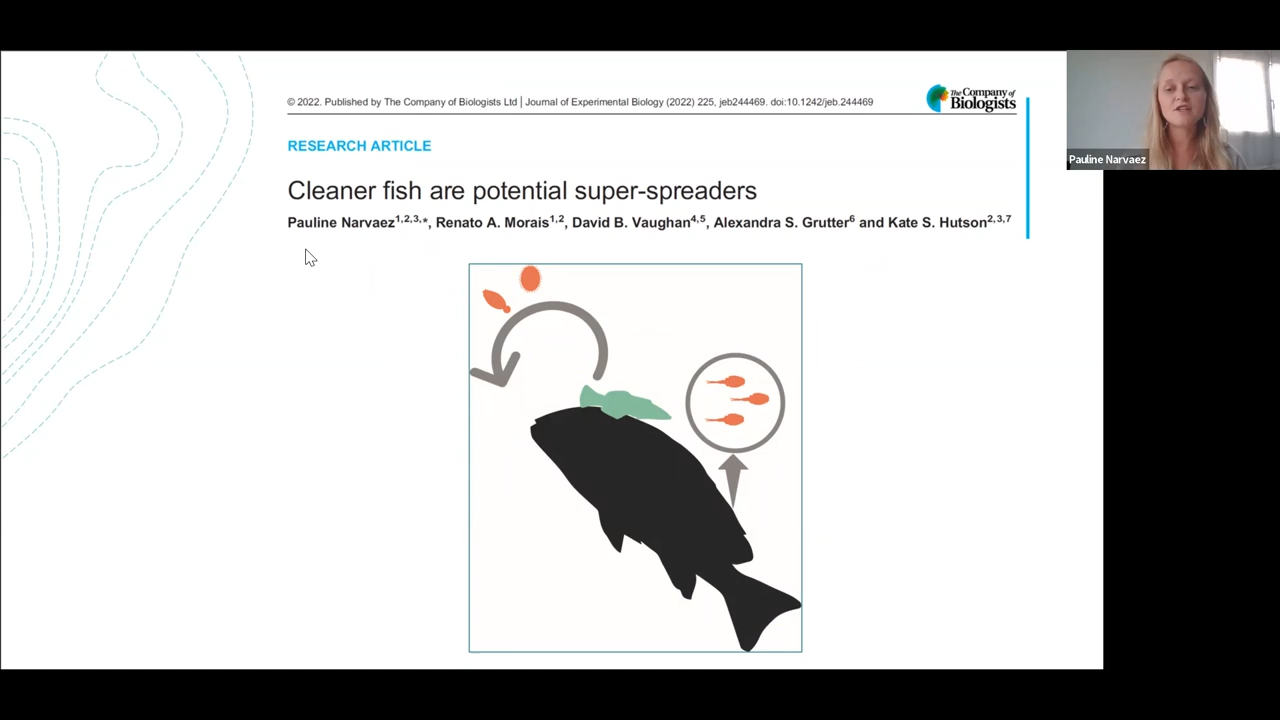 © 2022. Published by The Company of Biologists Ltd | Journal of Experimental Biology (2022) 225, jeb244469. doi:10.1242/jeb.244469
The Company of
Biologists
Pauline Narvaez
RESEARCH ARTICLE
Cleaner fish are potential super-spreaders
Pauline Narvaez1,2,3,*, Renato A. Morais1,2, David B. Vaughan4,5, Alexandra S. Grutter6 and Kate S. Hutson2,3,7